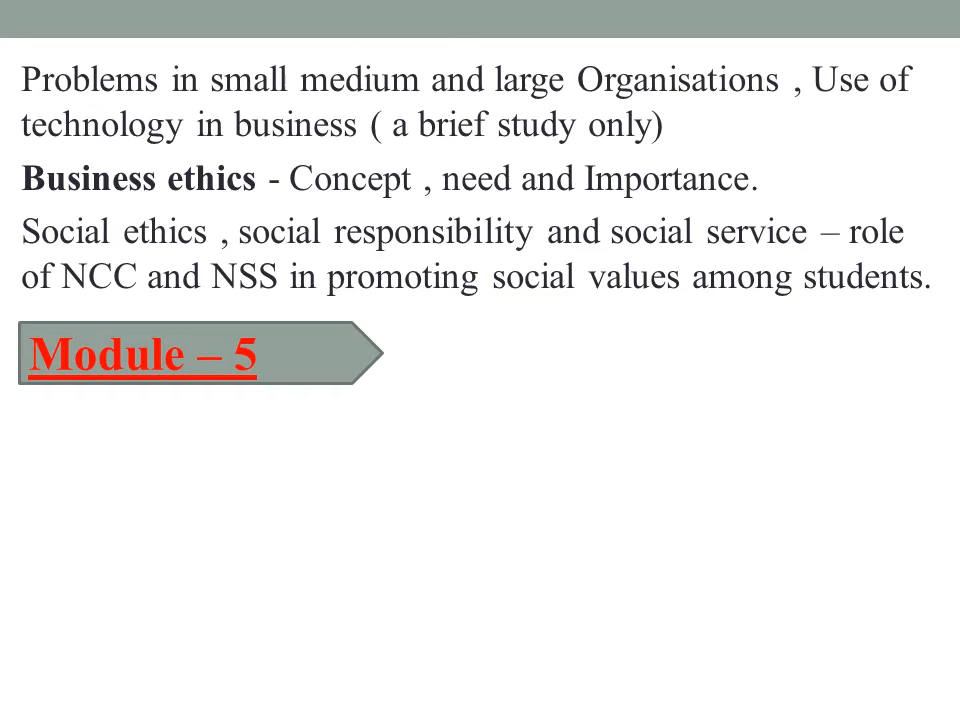 Problems in small medium and large Organisations , Use of
technology in business ( a brief study only)
Business ethics - Concept , need and Importance.
Social ethics , social responsibility and social service – role
of NCC and NSS in promoting social values among students.
Module – 5